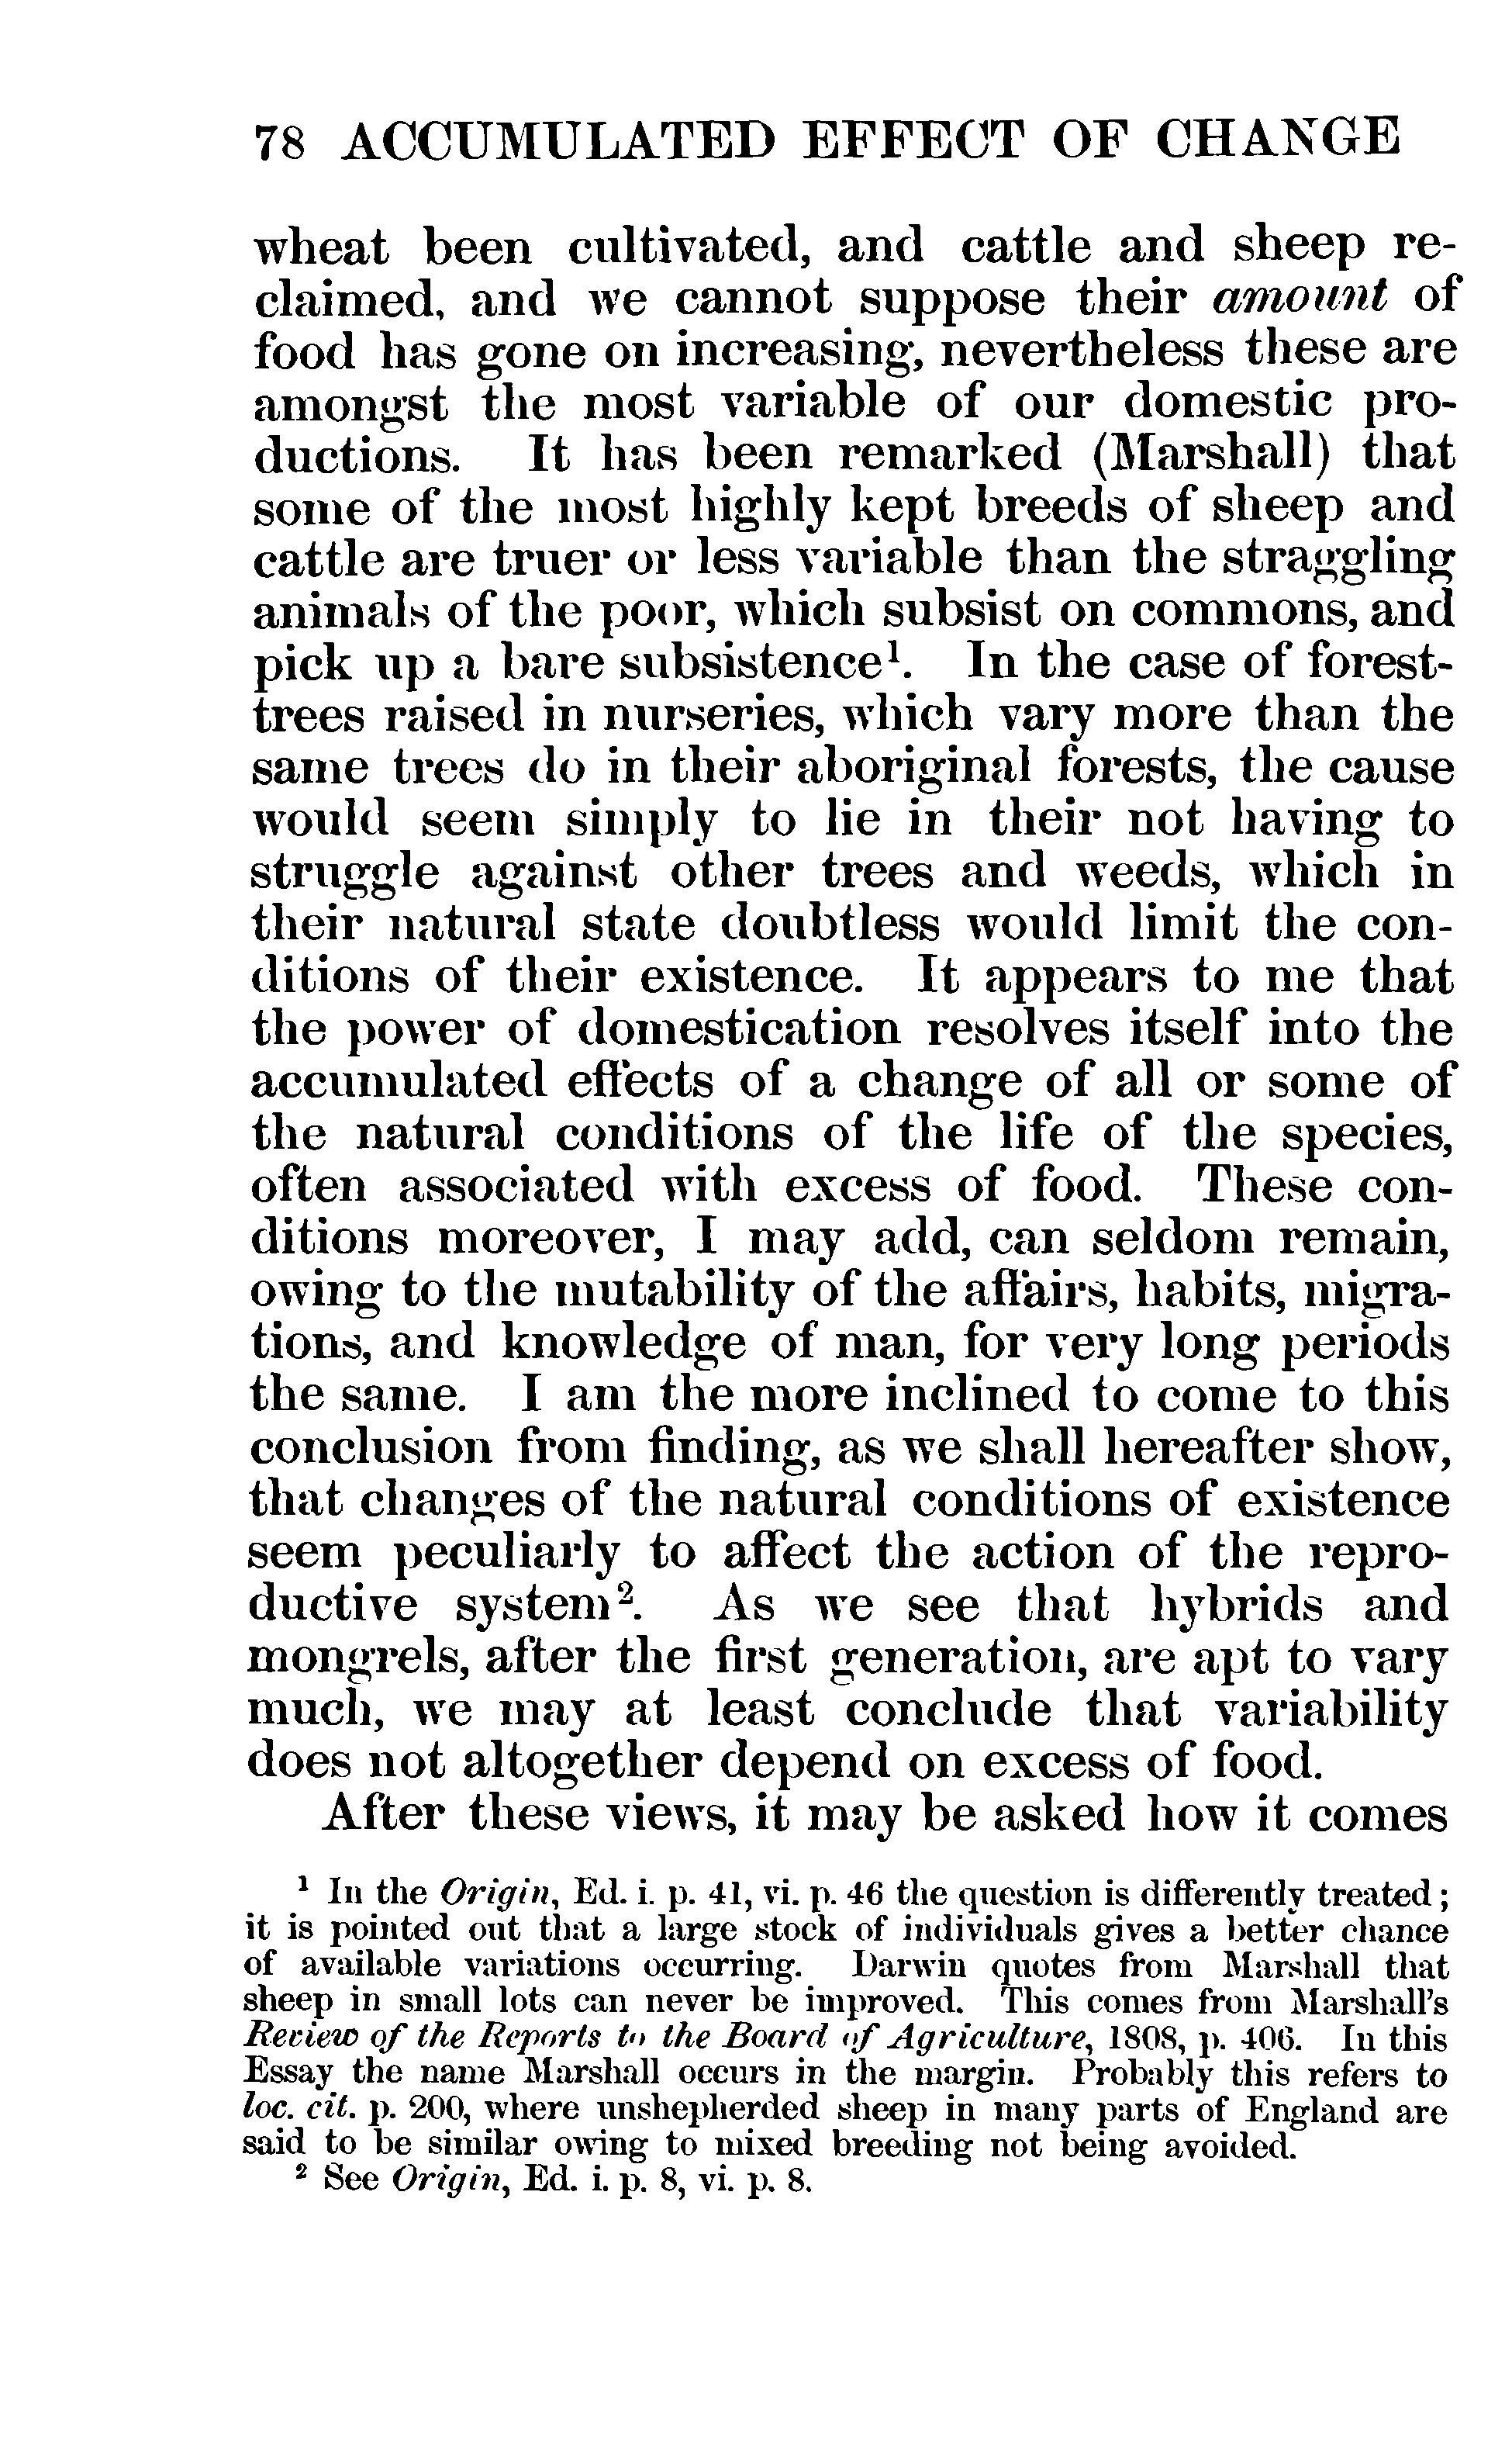 78 ACCUMULATED EFFECT OF CHANGE
wheat been cultivated, and cattle and sheep re-
claimed, and we cannot suppose their amount of
food has gone on increasing, nevertheless these are
amongst the most variable of our domestic pro-
ductions. It has been remarked (Marshall) that
some of the most highly kept breeds of sheep and
cattle are truer or less variable than the straggling
animals of the poor, which subsist on commons, and
pick up a bare subsistence¹. In the case of forest-
trees raised in nurseries, which vary more than the
same trees do in their aboriginal forests, the cause
would seem simply to lie in their not having to
struggle against other trees and weeds, which in
their natural state doubtless would limit the con-
ditions of their existence. It appears to me that
the power of domestication resolves itself into the
accumulated effects of a change of all or some of
the natural conditions of the life of the species,
often associated with excess of food. These con-
ditions moreover, I may add, can seldom remain,
owing to the mutability of the affairs, habits, migra-
tions, and knowledge of man, for very long periods
the same. I am the more inclined to come to this
conclusion from finding, as we shall hereafter show,
that changes of the natural conditions of existence
seem peculiarly to affect the action of the repro-
ductive system². As we see that hybrids and
mongrels, after the first generation, are apt to vary
much, we may at least conclude that variability
does not altogether depend on excess of food.
After these views, it may be asked how it comes
¹ In the Origin, Ed. i. p. 41, vi. p. 46 the question is differently treated;
it is pointed out that a large stock of individuals gives a better chance
of available variations occurring. Darwin quotes from Marshall that
sheep in small lots can never be improved. This comes from Marshall's
Review of the Reports to the Board of Agriculture, 1808, p. 406. In this
Essay the name Marshall occurs in the margin. Probably this refers to
loc. cit. p. 200, where unshepherded sheep in many parts of England are
said to be similar owing to mixed breeding not being avoided.
² See Origin, Ed. i. p. 8, vi. p. 8.